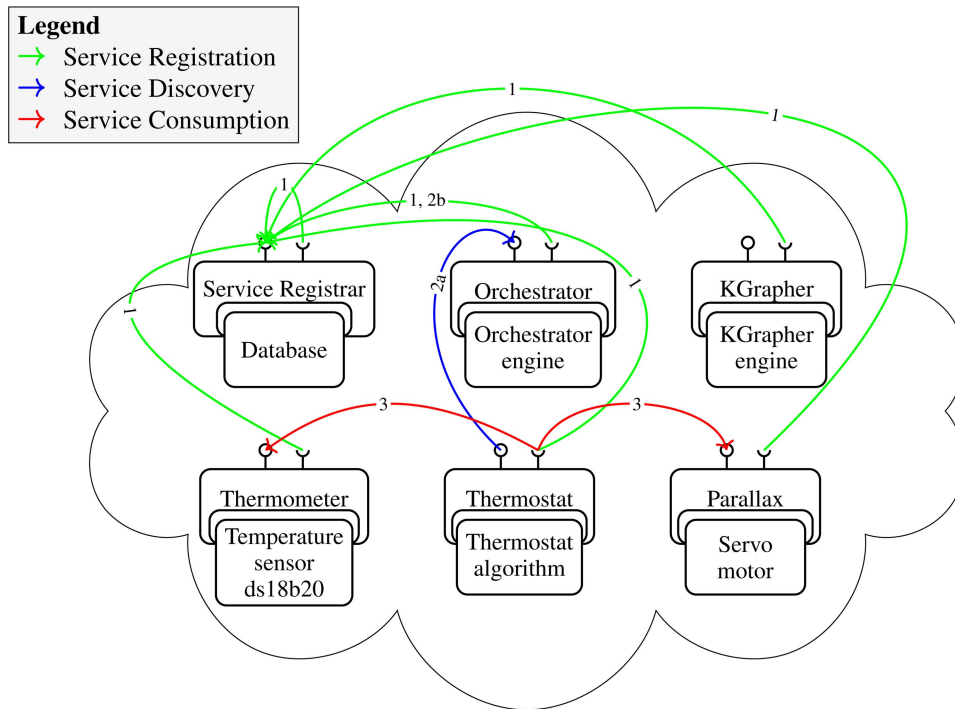 Legend
Service Registration
Service Discovery
Service Consumption
1
1
1
1, 2b
Service Registrar
Database
2a
Orchestrator
Orchestrator
engine
1
KGrapher
KGrapher
engine
1
3
3
Thermometer
Temperature
sensor
ds18b20
Thermostat
Thermostat
algorithm
Parallax
Servo
motor